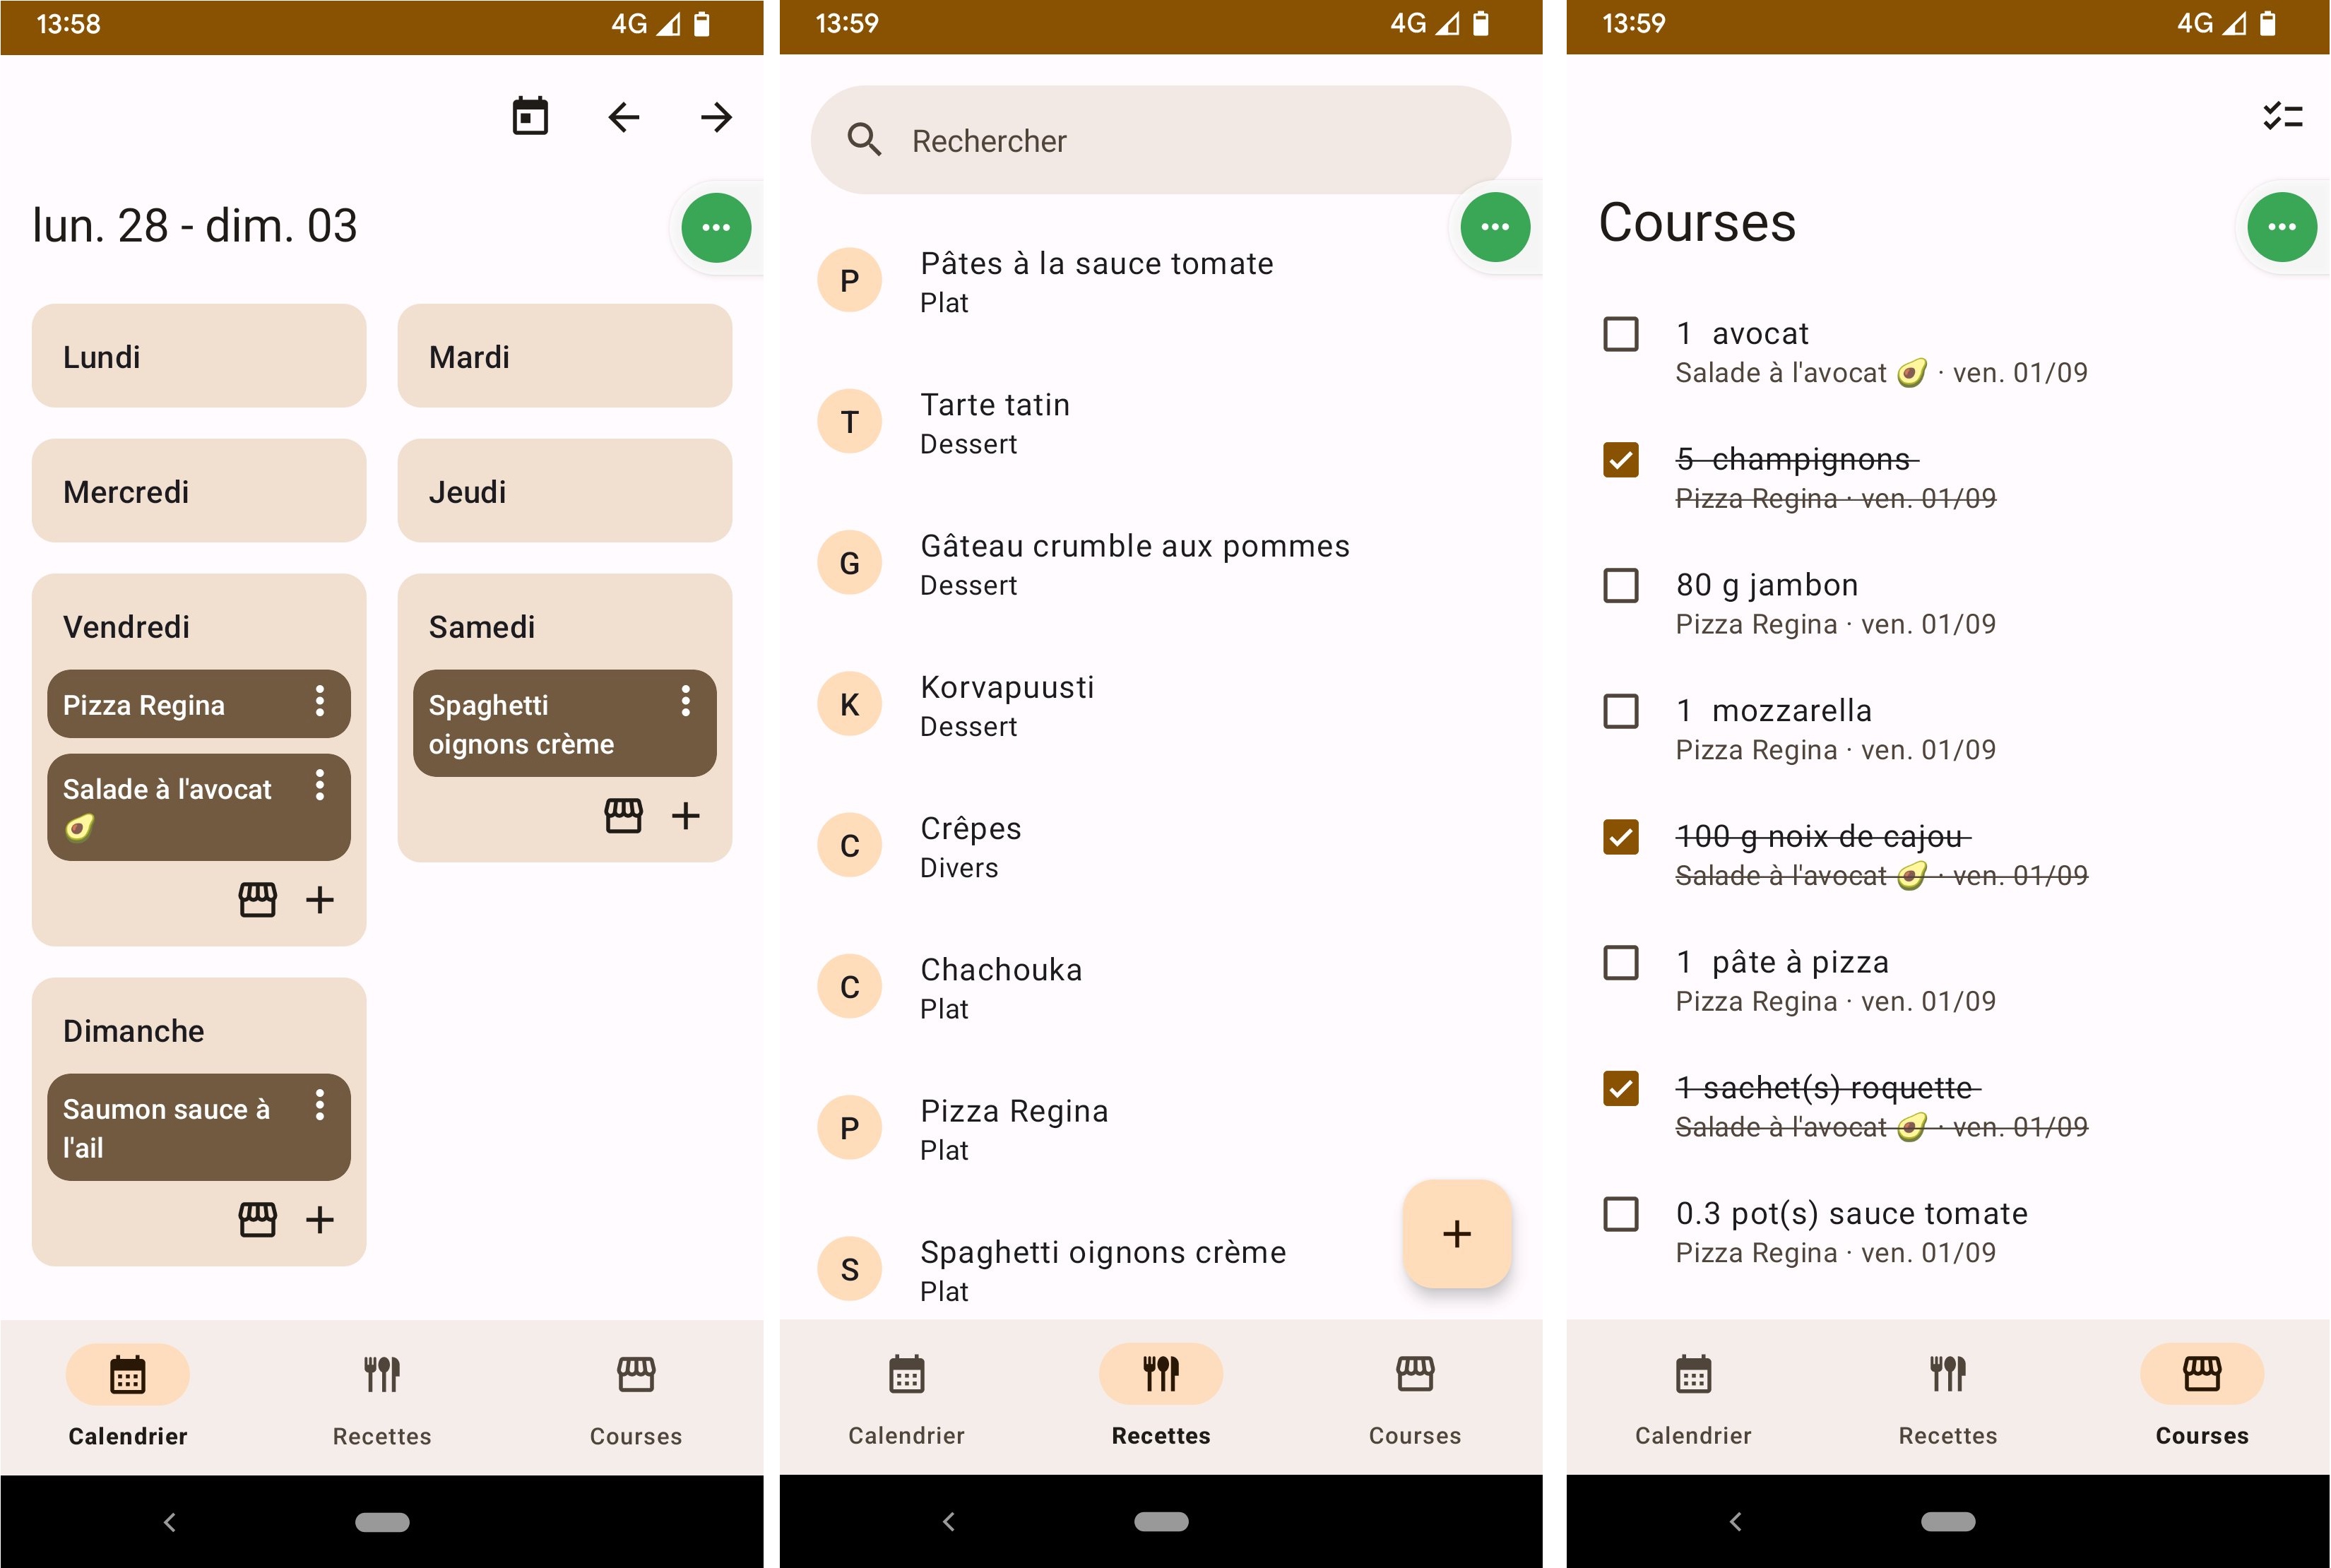 13:58
4G
lun. 28 - dim. 03
Lundi
Mardi
Mercredi
Jeudi
Vendredi
Pizza Regina
Salade à l'avocat
🥑
Samedi
Spaghetti
oignons crème
Dimanche
Saumon sauce à
l'ail
Calendrier
Recettes
Courses
13:59
4G
Rechercher
P
Pâtes à la sauce tomate
Plat
T
Tarte tatin
Dessert
G
Gâteau crumble aux pommes
Dessert
K
Korvapuusti
Dessert
C
Crêpes
Divers
C
Chachouka
Plat
P
Pizza Regina
Plat
S
Spaghetti oignons crème
Plat
Calendrier
Recettes
Courses
13:59
4G
Courses
1 avocat
Salade à l'avocat 🥑 · ven. 01/09
5 champignons
Pizza Regina · ven. 01/09
80 g jambon
Pizza Regina · ven. 01/09
1 mozzarella
Pizza Regina · ven. 01/09
100 g noix de cajou
Salade à l'avocat 🥑 · ven. 01/09
1 pâte à pizza
Pizza Regina · ven. 01/09
1 sachet(s) roquette
Salade à l'avocat 🥑 · ven. 01/09
0.3 pot(s) sauce tomate
Pizza Regina · ven. 01/09
Calendrier
Recettes
Courses